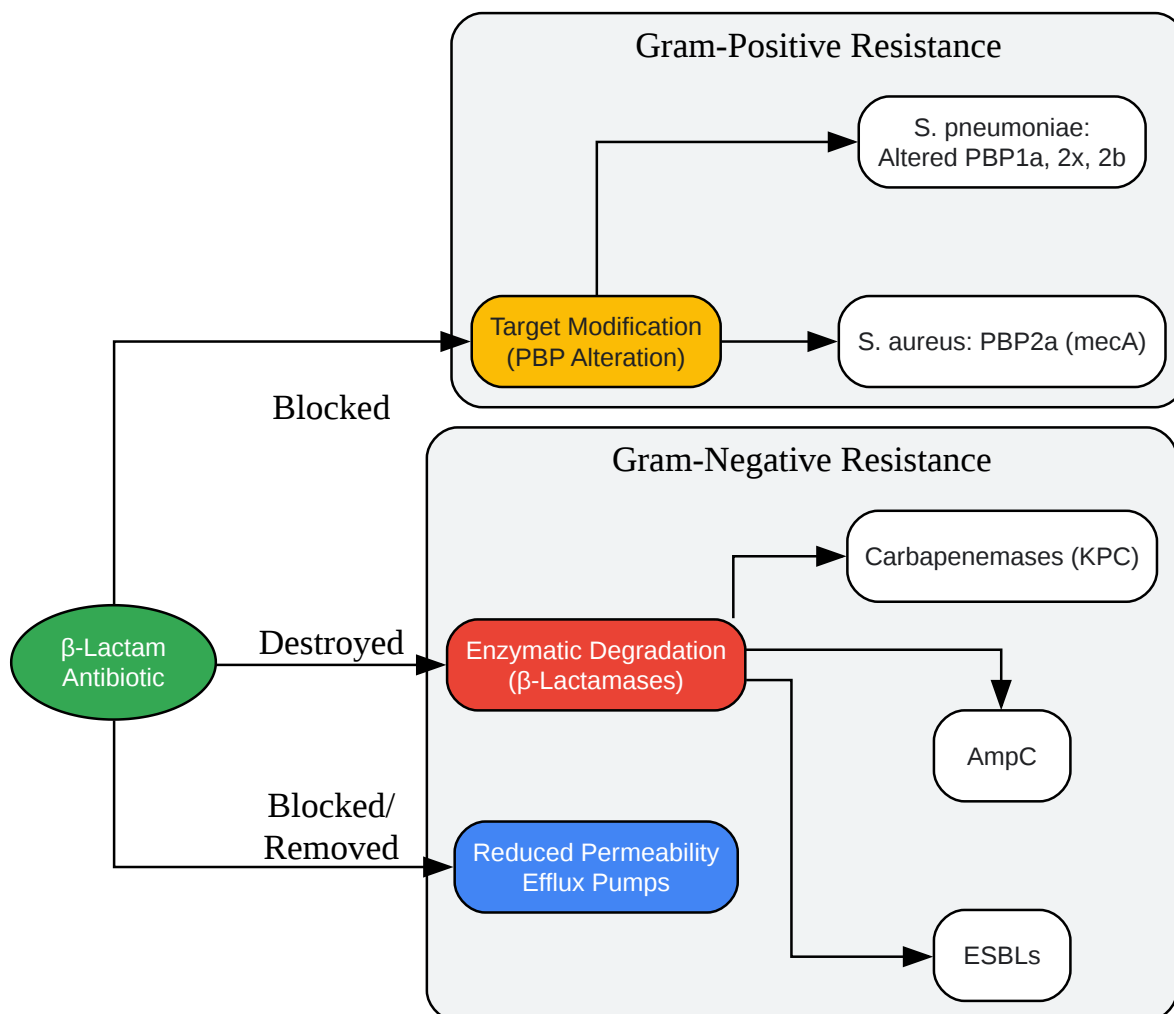 Gram-Positive Resistance
S. pneumoniae:
Altered PBP1a, 2x, 2b
Target Modification
(PBP Alteration)
S. aureus: PBP2a (mecA)
Blocked
Gram-Negative Resistance
Carbapenemases (KPC)
β-Lactam
Antibiotic
Destroyed
Enzymatic Degradation
(β-Lactamases)
AmpC
Blocked/
Removed
Reduced Permeability
Efflux Pumps
ESBLs